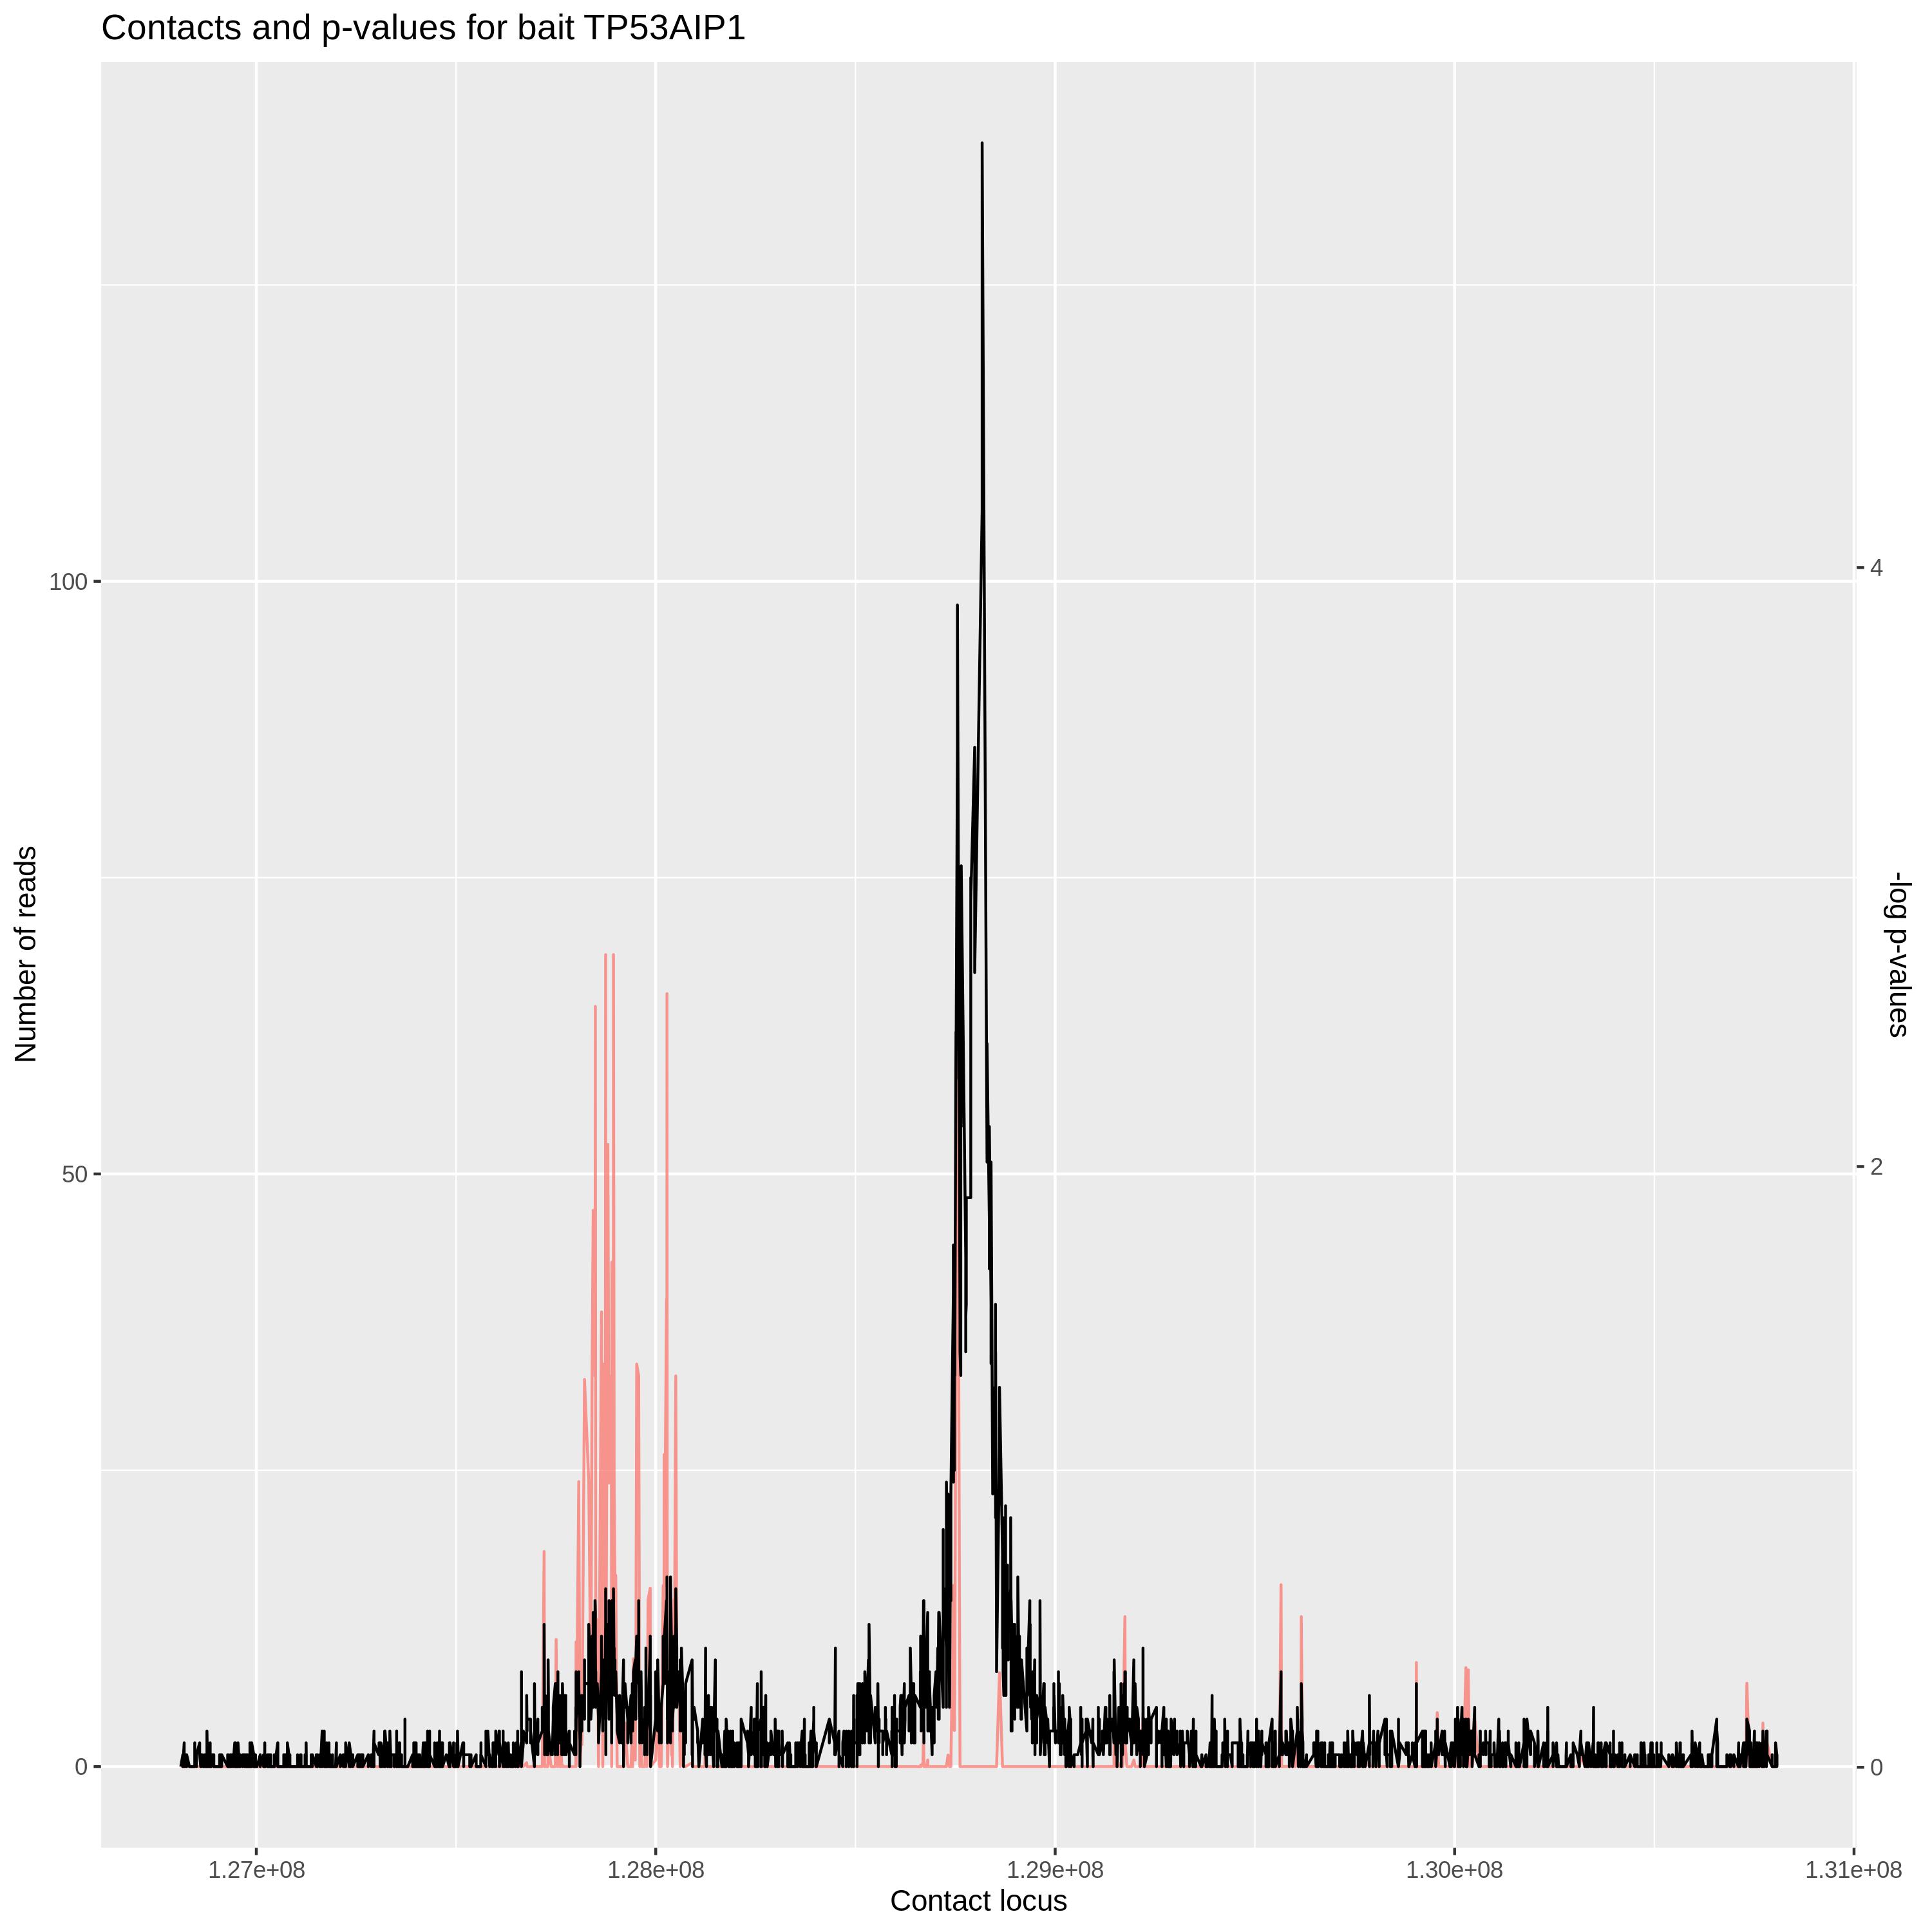 Contacts and p-values for bait TP53AIP1
Number of reads
100
50
0
4
2
0
-log p-values
1.27e+08
1.28e+08
1.29e+08
1.30e+08
1.31e+08
Contact locus